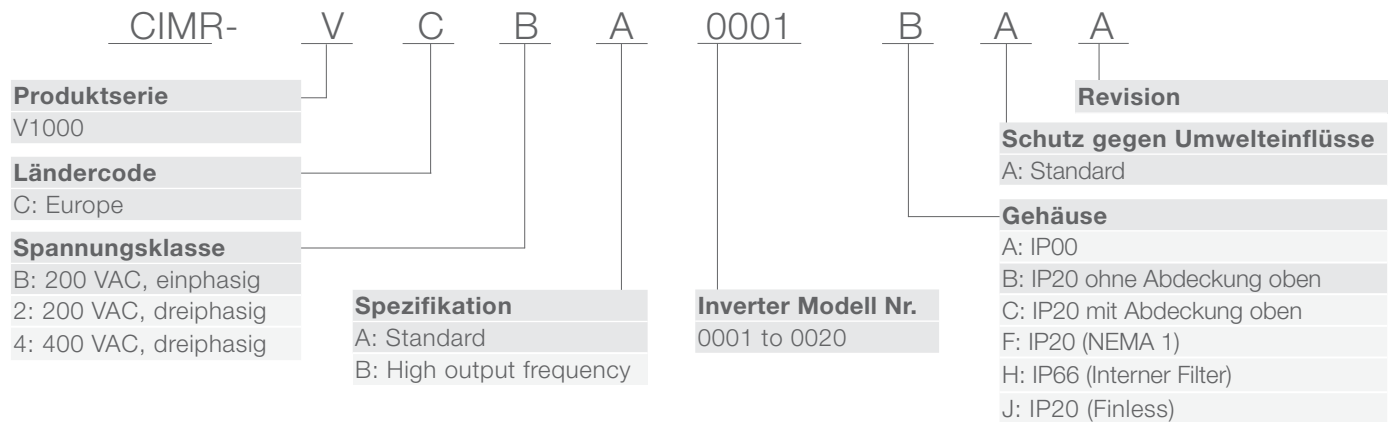 CIMR- V C B A 0001 B A A
Produktserie
V1000
Ländercode
C: Europe
Spannungsklasse
B: 200 VAC, einphasig
2: 200 VAC, dreiphasig
4: 400 VAC, dreiphasig
Spezifikation
A: Standard
B: High output frequency
Inverter Modell Nr.
0001 to 0020
Revision
Schutz gegen Umwelteinflüsse
A: Standard
Gehäuse
A: IP00
B: IP20 ohne Abdeckung oben
C: IP20 mit Abdeckung oben
F: IP20 (NEMA 1)
H: IP66 (Interner Filter)
J: IP20 (Finless)